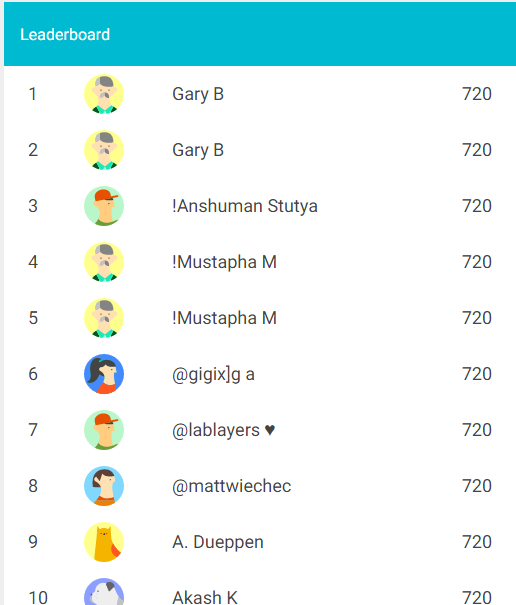 Leaderboard
1 Gary B 720
2 Gary B 720
3 !Anshuman Stutya 720
4 !Mustapha M 720
5 !Mustapha M 720
6 @gigix]g a 720
7 @lablayers ♥ 720
8 @mattwiechec 720
9 A. Dueppen 720
10 Akash K 720